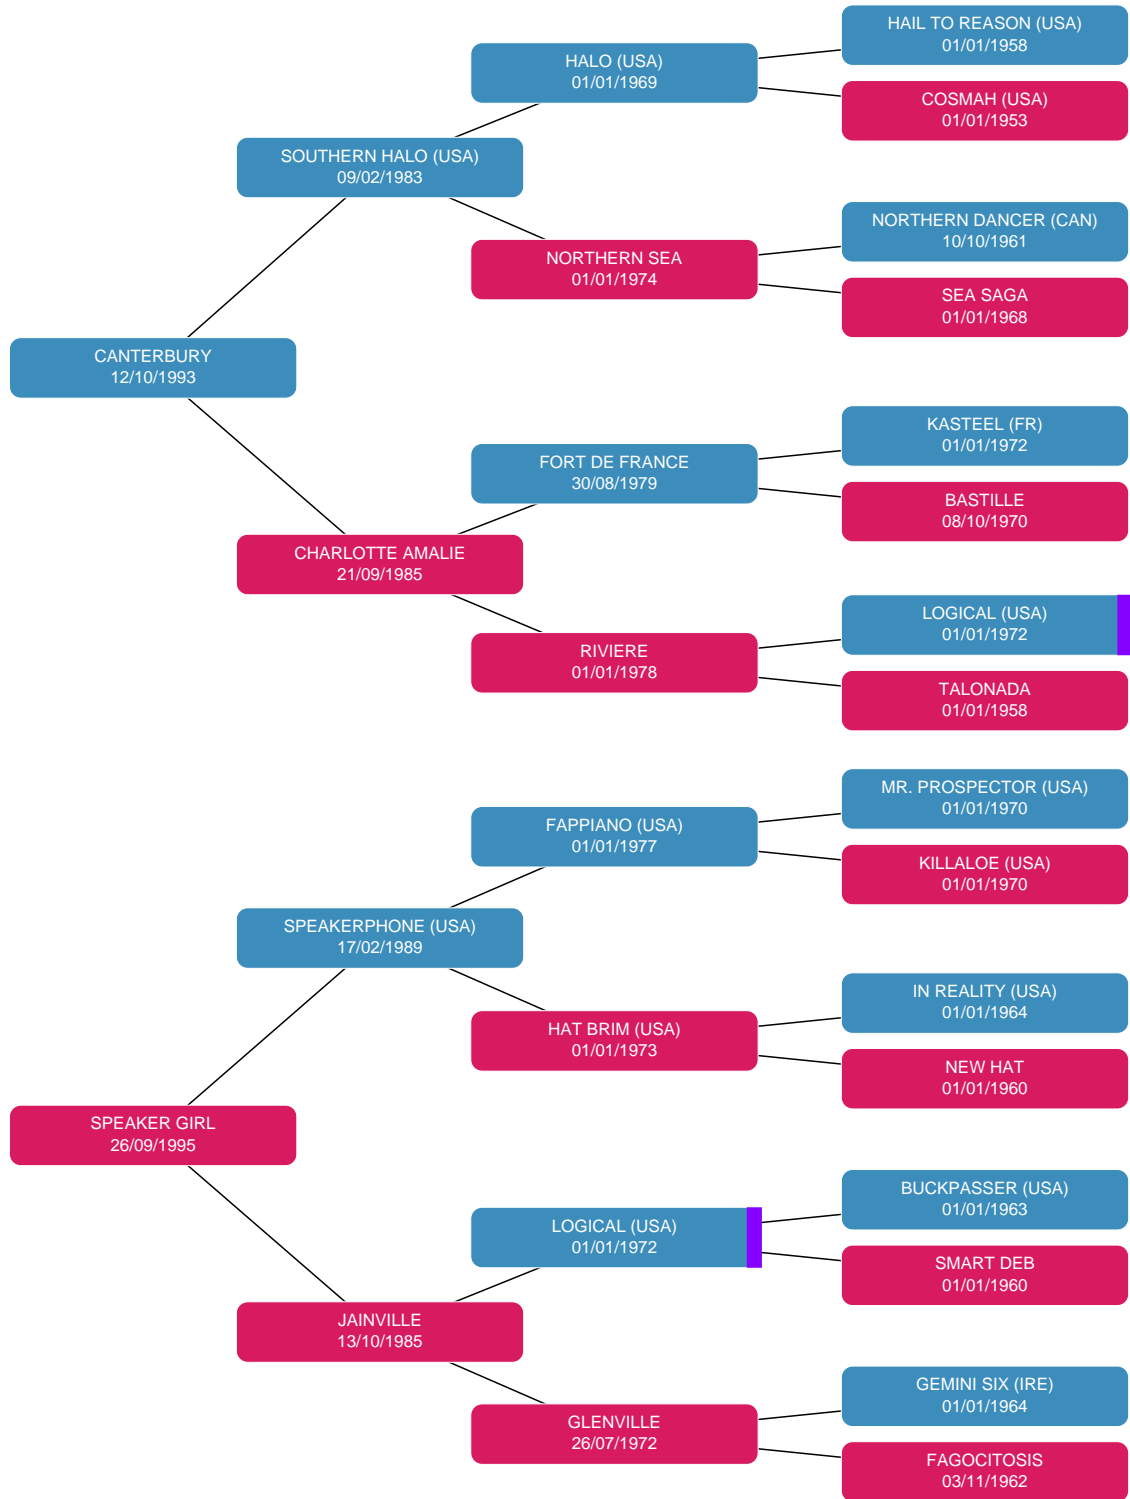 HAIL TO REASON (USA)
01/01/1958
HALO (USA)
01/01/1969
COSMAH (USA)
01/01/1953
SOUTHERN HALO (USA)
09/02/1983
NORTHERN DANCER (CAN)
10/10/1961
NORTHERN SEA
01/01/1974
SEA SAGA
01/01/1968
CANTERBURY
12/10/1993
KASTEEL (FR)
01/01/1972
FORT DE FRANCE
30/08/1979
BASTILLE
08/10/1970
CHARLOTTE AMALIE
21/09/1985
LOGICAL (USA)
01/01/1972
RIVIERE
01/01/1978
TALONADA
01/01/1958
MR. PROSPECTOR (USA)
01/01/1970
FAPPIANO (USA)
01/01/1977
KILLALOE (USA)
01/01/1970
SPEAKERPHONE (USA)
17/02/1989
IN REALITY (USA)
01/01/1964
HAT BRIM (USA)
01/01/1973
NEW HAT
01/01/1960
SPEAKER GIRL
26/09/1995
BUCKPASSER (USA)
01/01/1963
LOGICAL (USA)
01/01/1972
SMART DEB
01/01/1960
JAINVILLE
13/10/1985
GEMINI SIX (IRE)
01/01/1964
GLENVILLE
26/07/1972
FAGOCITOSIS
03/11/1962